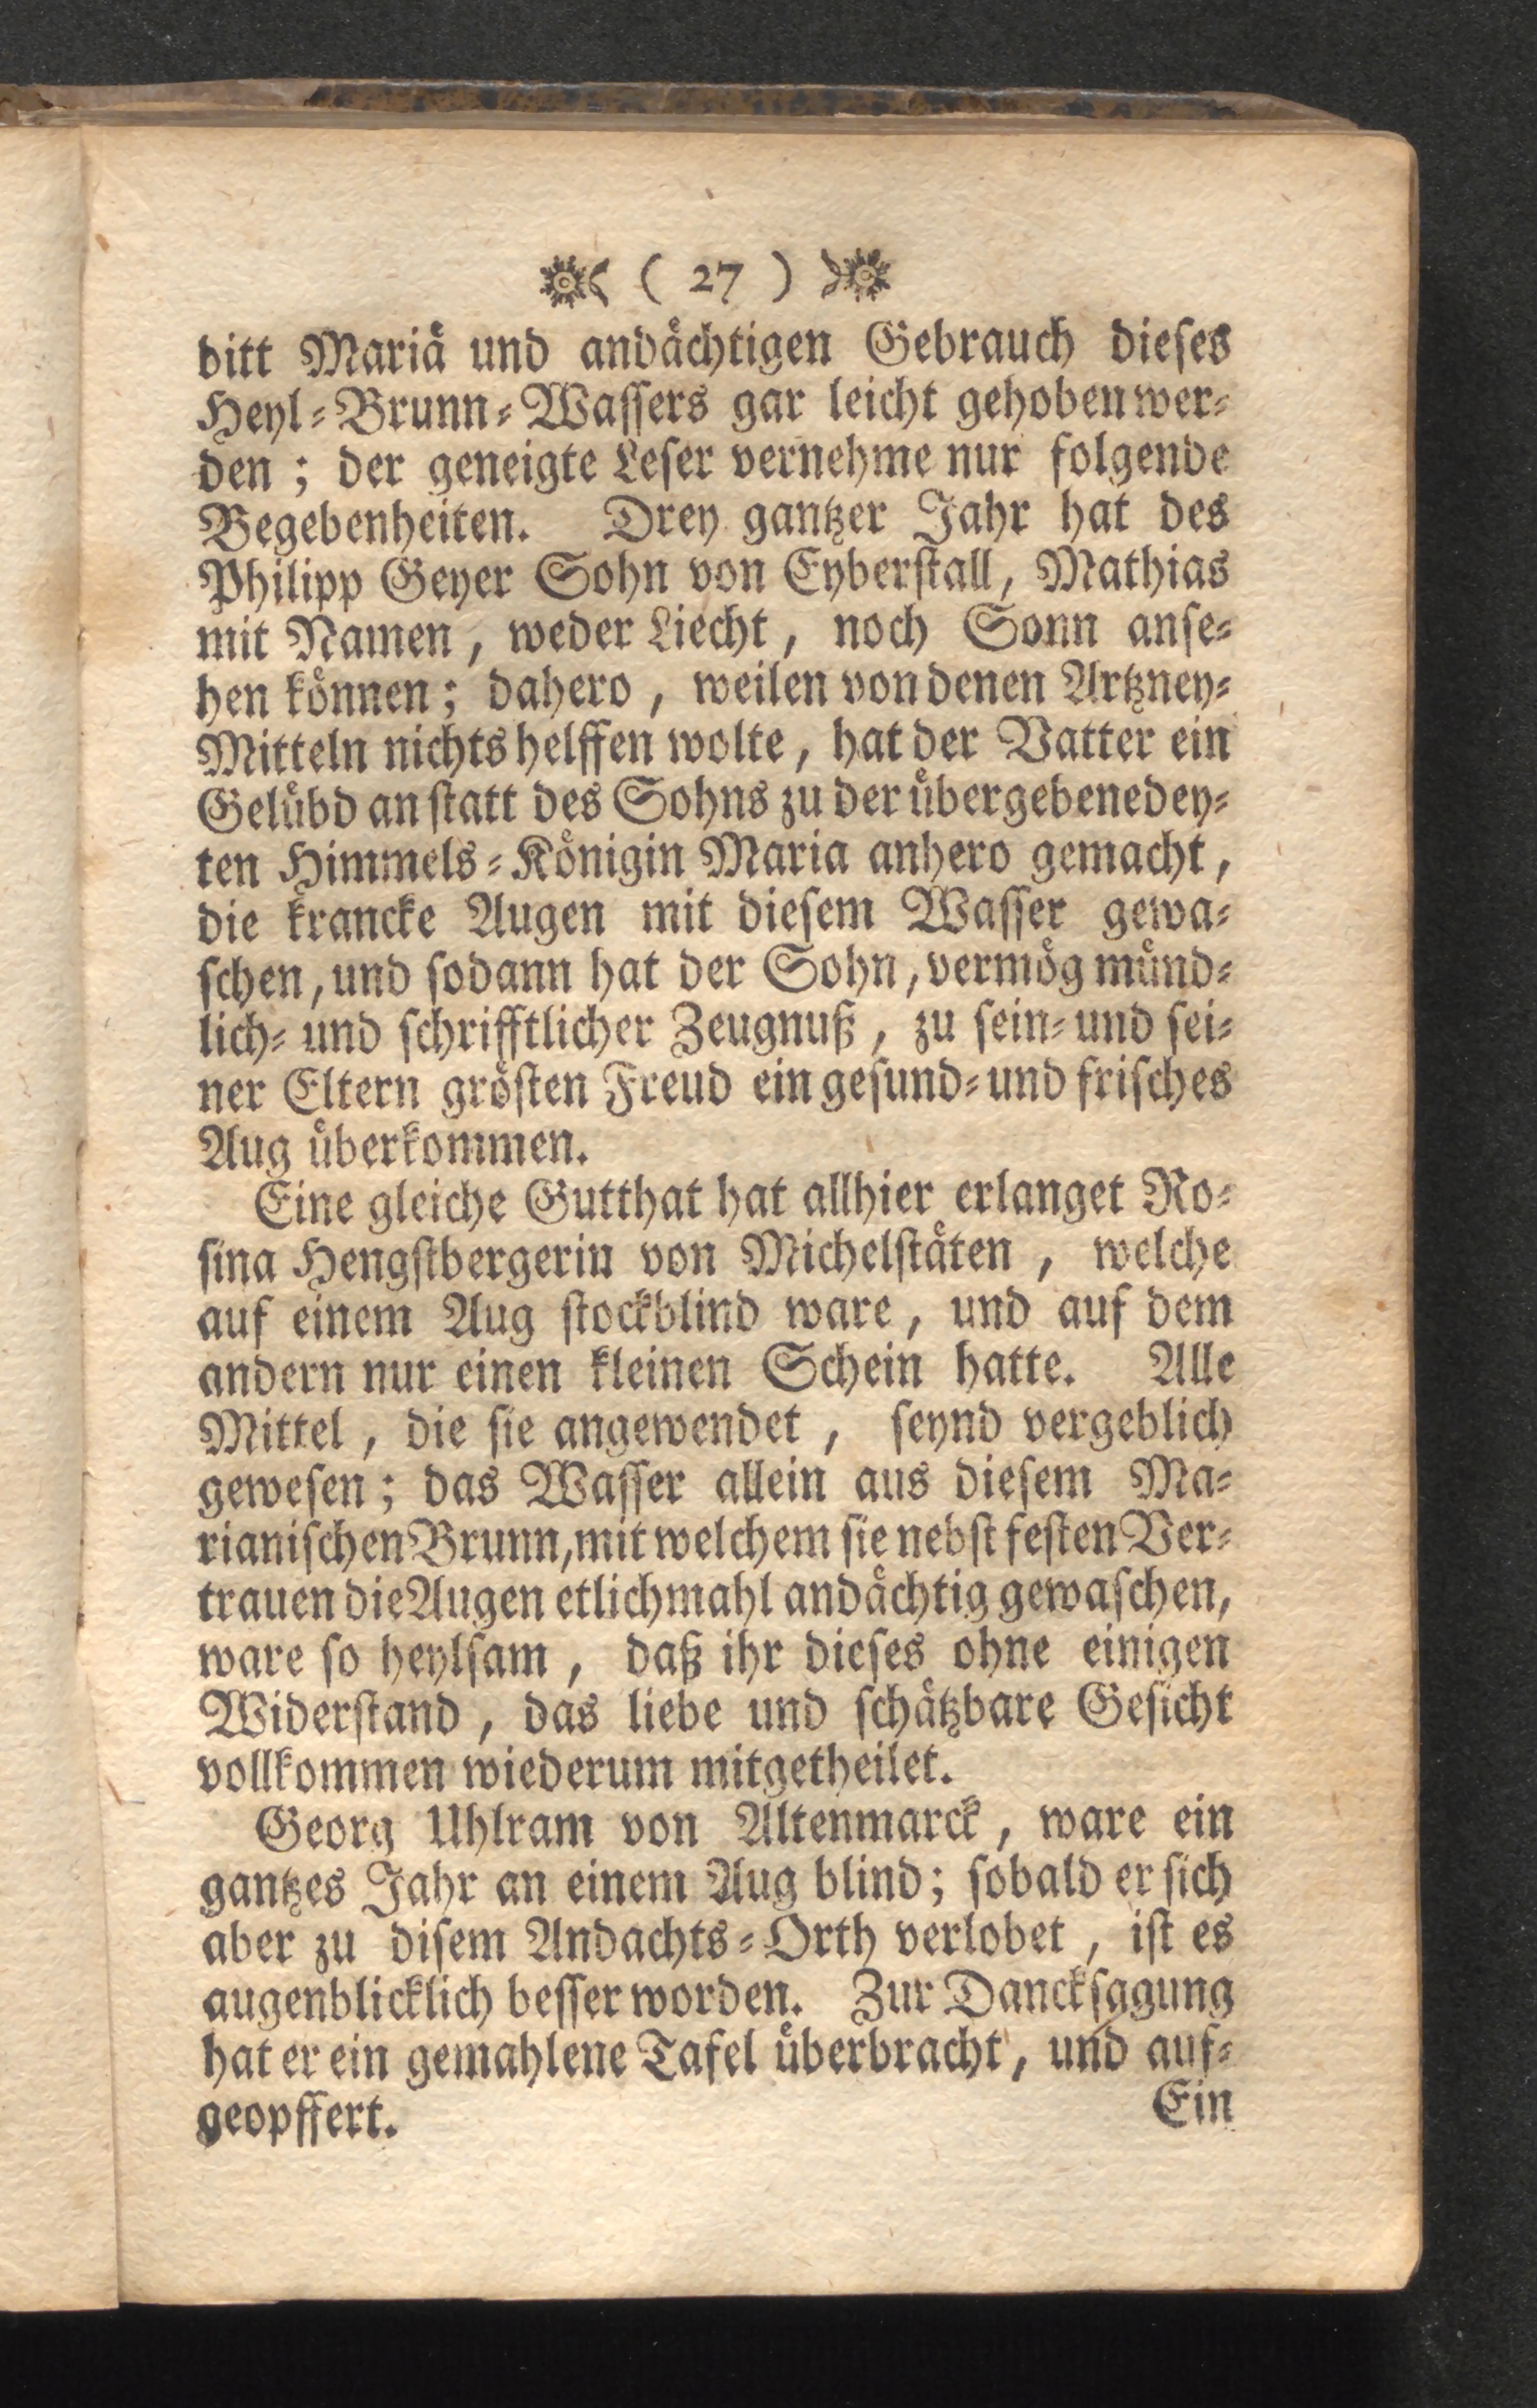 ( 27 )
bitt Mariä und andächtigen Gebrauch dieses
Heyl-Brunn-Wassers gar leicht gehoben wer-
den; der geneigte Leser vernehme nur folgende
Begebenheiten. Drey gantzer Jahr hat des
Philipp Geyer Sohn von Eyberstall, Mathias
mit Namen, weder Liecht, noch Sonn anse-
hen können; dahero, weilen von denen Artzney-
Mitteln nichts helffen wolte, hat der Vatter ein
Gelübd an statt des Sohns zu der übergebenedey-
ten Himmels-Königin Maria anhero gemacht,
die krancke Augen mit diesem Wasser gewa-
schen, und sodann hat der Sohn, vermög münd-
lich- und schrifftlicher Zeugnuß, zu sein- und sei-
ner Eltern grösten Freud ein gesund- und frisches
Aug überkommen.
Eine gleiche Gutthat hat allhier erlanget Ro-
sina Hengstbergerin von Michelstäten, welche
auf einem Aug stockblind ware, und auf dem
andern nur einen kleinen Schein hatte. Alle
Mittel, die sie angewendet, seynd vergeblich
gewesen; das Wasser allein aus diesem Ma-
rianischen Brunn, mit welchem sie nebst festen Ver-
trauen die Augen etlichmahl andächtig gewaschen,
ware so heylsam, daß ihr dieses ohne einigen
Widerstand, das liebe und schätzbare Gesicht
vollkommen wiederum mitgetheilet.
Georg Uhlram von Altenmarck, ware ein
gantzes Jahr an einem Aug blind; sobald er sich
aber zu disem Andachts-Orth verlobet, ist es
augenblicklich besser worden. Zur Dancksagung
hat er ein gemahlene Tafel überbracht, und auf-
geopffert. Ein